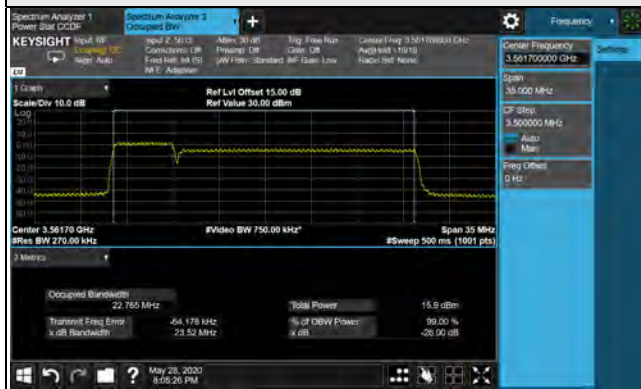 Spectrum Analyzer 1
Power Stat CCDF
Spectrum Analyzer 3
Occupied BW
+
Frequency
KEYSIGHT Input: RF
Coupling: DC
Align: Auto
Input Z: 50 Ω
Corrections: Off
Freq Ref: Int (S)
NFE: Adaptive
Atten: 30 dB
Preamp: Off
µW Path: Standard
Trig: Free Run
Gate: Off
#IF Gain: Low
Center Freq: 3.561700000 GHz
Avg|Hold: 10/10
Radio Std: None
Center Frequency
3.561700000 GHz
Settings
Span
35.000 MHz
CF Step
3.500000 MHz
Auto
Man
Freq Offset
0 Hz
1 Graph
Scale/Div 10.0 dB
Ref Lvl Offset 15.00 dB
Ref Value 30.00 dBm
Log
Center 3.56170 GHz
#Res BW 270.00 kHz
#Video BW 750.00 kHz*
Span 35 MHz
#Sweep 500 ms (1001 pts)
2 Metrics
Occupied Bandwidth
22.765 MHz
Total Power
15.9 dBm
Transmit Freq Error
-64.178 kHz
% of OBW Power
99.00 %
x dB Bandwidth
23.52 MHz
x dB
-26.00 dB
?
May 28, 2020
8:05:26 PM